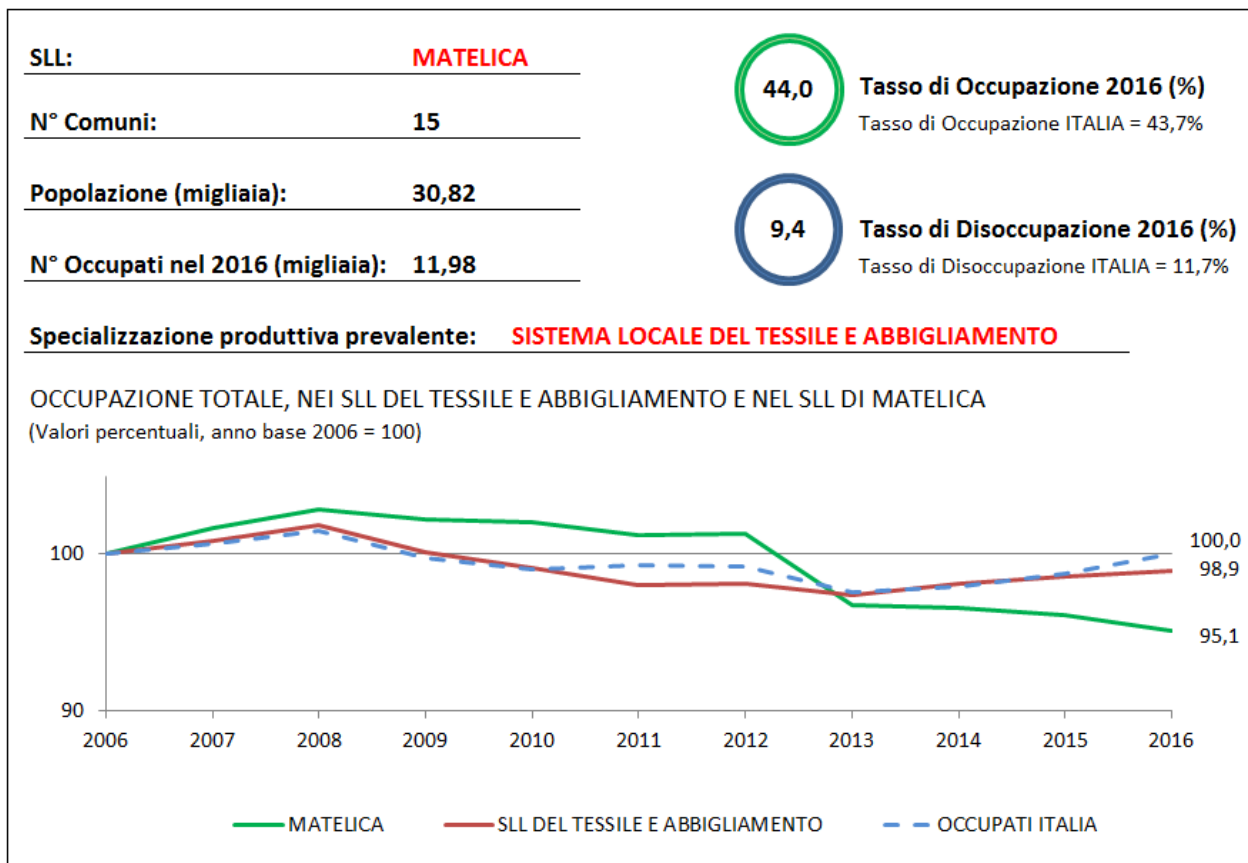 SLL: MATELICA
N° Comuni: 15
Popolazione (migliaia): 30,82
N° Occupati nel 2016 (migliaia): 11,98
44,0 Tasso di Occupazione 2016 (%)
Tasso di Occupazione ITALIA = 43,7%
9,4 Tasso di Disoccupazione 2016 (%)
Tasso di Disoccupazione ITALIA = 11,7%
Specializzazione produttiva prevalente: SISTEMA LOCALE DEL TESSILE E ABBIGLIAMENTO
OCCUPAZIONE TOTALE, NEI SLL DEL TESSILE E ABBIGLIAMENTO E NEL SLL DI MATELICA
(Valori percentuali, anno base 2006 = 100)
100
90
100,0
98,9
95,1
2006 2007 2008 2009 2010 2011 2012 2013 2014 2015 2016
MATELICA SLL DEL TESSILE E ABBIGLIAMENTO OCCUPATI ITALIA